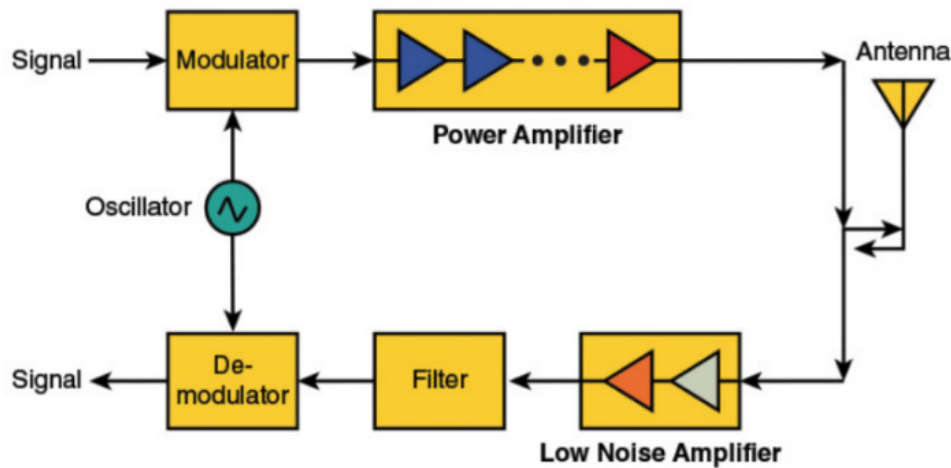 Signal
Modulator
Power Amplifier
Antenna
Oscillator
Signal
De-
modulator
Filter
Low Noise Amplifier